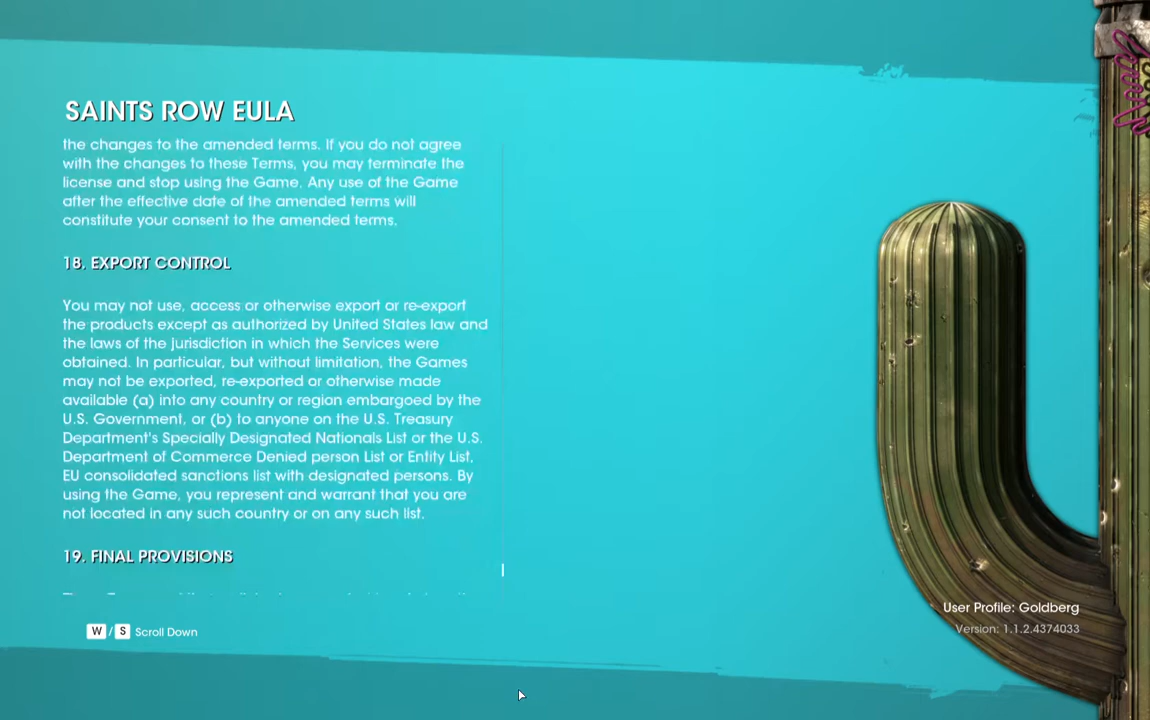 SAINTS ROW EULA
the changes to the amended terms. If you do not agree
with the changes to these Terms, you may terminate the
license and stop using the Game. Any use of the Game
after the effective date of the amended terms will
constitute your consent to the amended terms.
18. EXPORT CONTROL
You may not use, access or otherwise export or re-export
the products except as authorized by United States law and
the laws of the jurisdiction in which the Services were
obtained. In particular, but without limitation, the Games
may not be exported, re-exported or otherwise made
available (a) into any country or region embargoed by the
U.S. Government, or (b) to anyone on the U.S. Treasury
Department's Specially Designated Nationals List or the U.S.
Department of Commerce Denied person List or Entity List,
EU consolidated sanctions list with designated persons. By
using the Game, you represent and warrant that you are
not located in any such country or on any such list.
19. FINAL PROVISIONS
W / S Scroll Down
User Profile: Goldberg
Version: 1.1.2.4374033